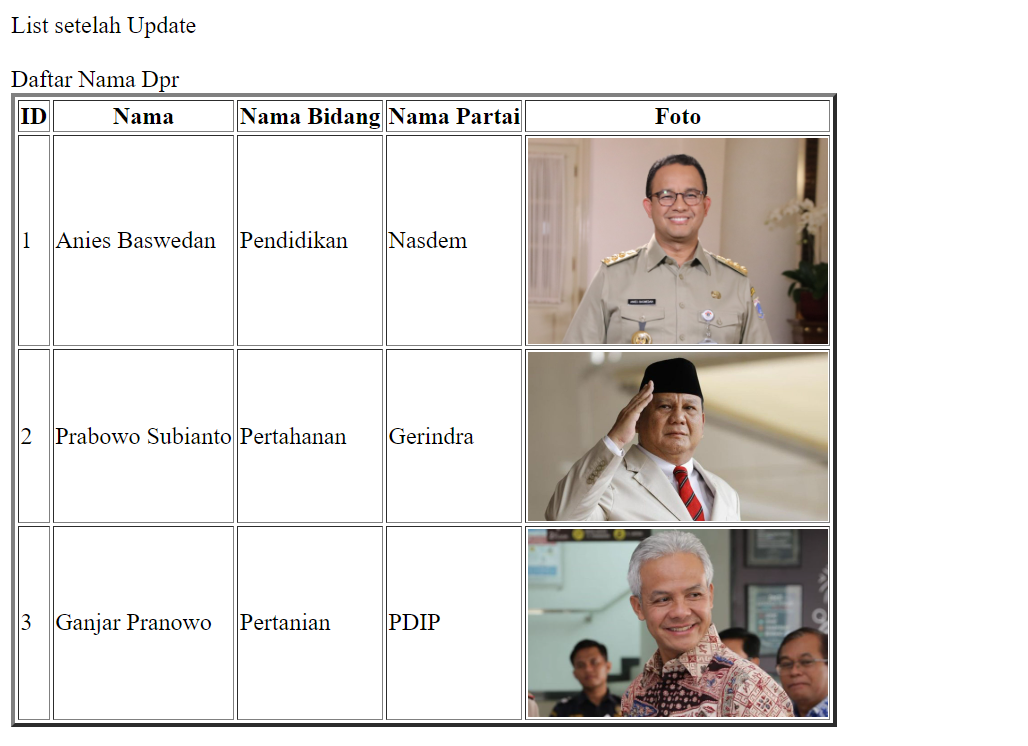 List setelah Update
Daftar Nama Dpr
ID Nama Nama Bidang Nama Partai Foto
1 Anies Baswedan Pendidikan Nasdem
2 Prabowo Subianto Pertahanan Gerindra
3 Ganjar Pranowo Pertanian PDIP